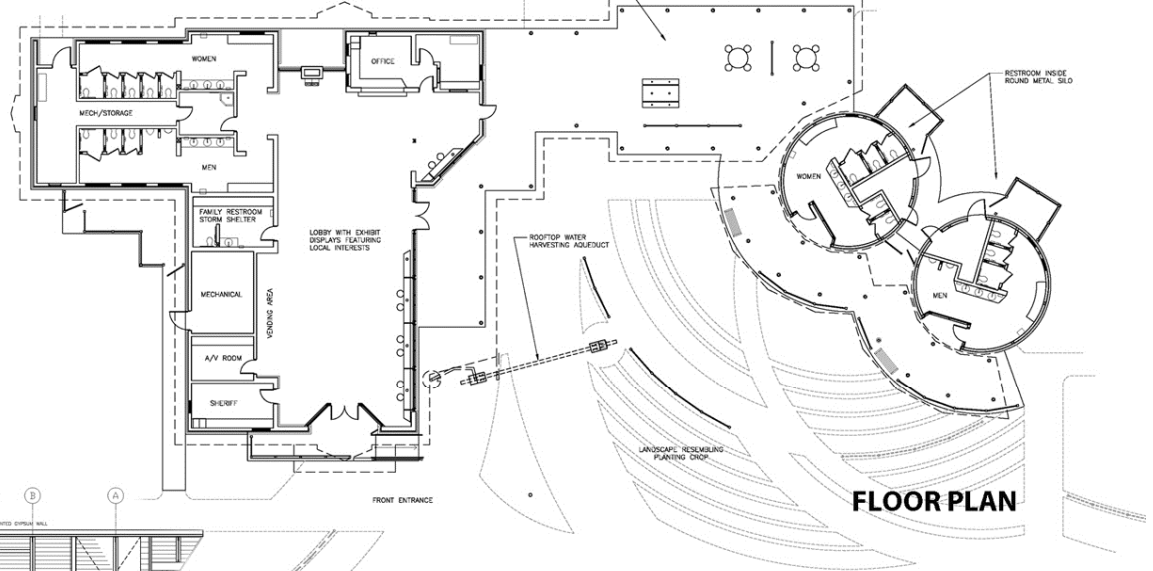 WOMEN
OFFICE
MECH/STORAGE
MEN
FAMILY RESTROOM
STORM SHELTER
LOBBY WITH EXHIBIT
DISPLAYS FEATURING
LOCAL INTERESTS
MECHANICAL
VENDING AREA
A/V ROOM
SHERIFF
ROOFTOP WATER
HARVESTING AQUEDUCT
RESTROOM INSIDE
ROUND METAL SILO
WOMEN
MEN
LANDSCAPE RESEMBLING
PLANTING CROP
FRONT ENTRANCE
FLOOR PLAN
B
A
GYPSUM WALL